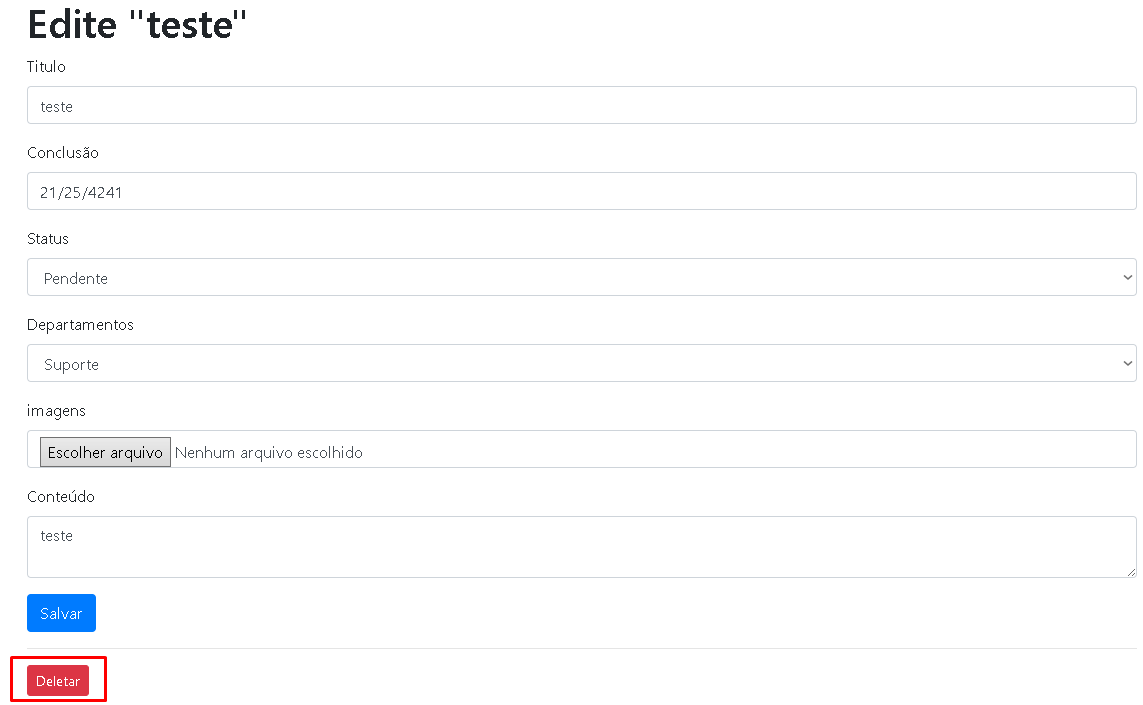 Edite "teste"
Titulo
teste
Conclusão
21/25/4241
Status
Pendente
Departamentos
Suporte
imagens
Escolher arquivo Nenhum arquivo escolhido
Conteúdo
teste
Salvar
Deletar